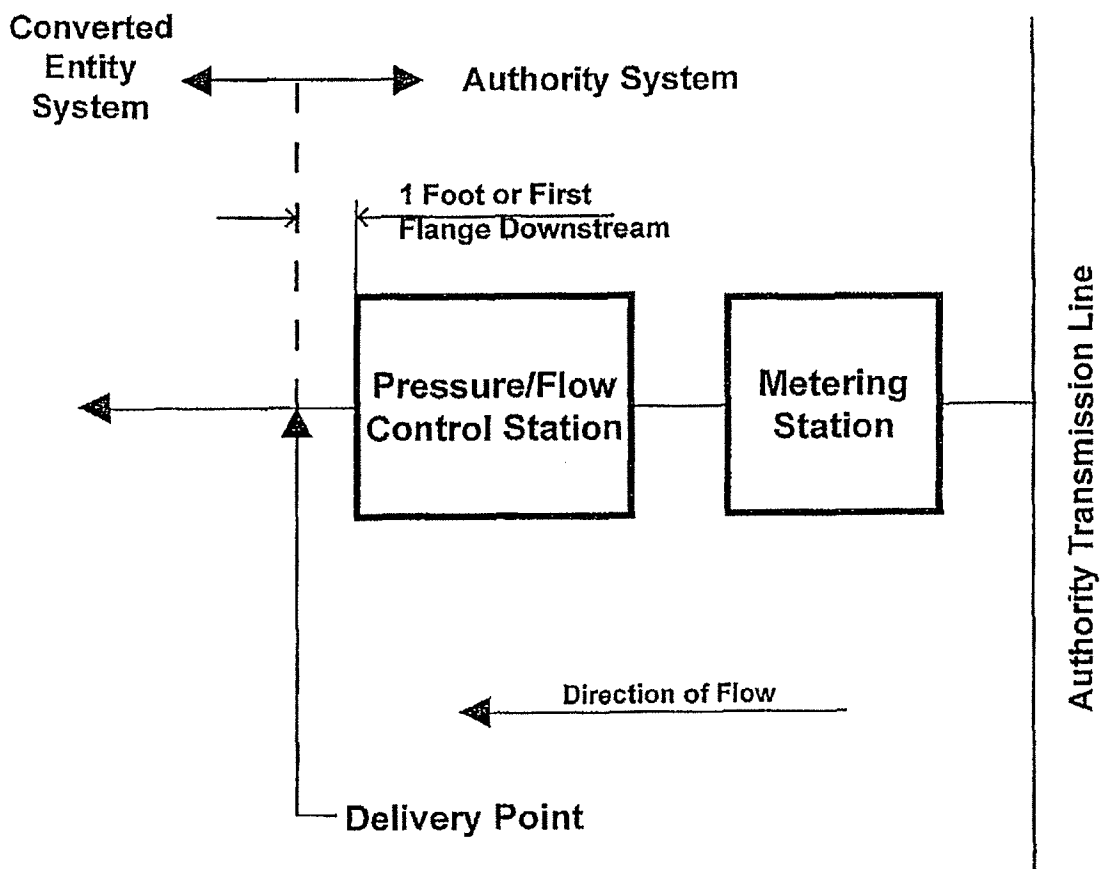 Converted
Entity
System
Authority System
1 Foot or First
Flange Downstream
Pressure/Flow
Control Station
Metering
Station
Authority Transmission Line
Direction of Flow
Delivery Point